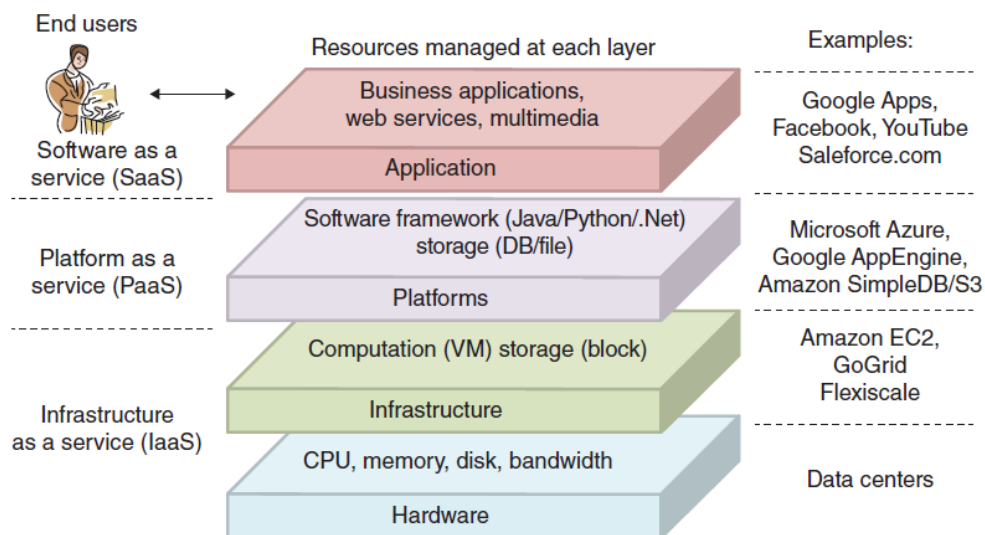 End users
Resources managed at each layer
Examples:
Business applications,
web services, multimedia
Application
Software as a
service (SaaS)
Google Apps,
Facebook, YouTube
Saleforce.com
Software framework (Java/Python/.Net)
storage (DB/file)
Platforms
Platform as a
service (PaaS)
Microsoft Azure,
Google AppEngine,
Amazon SimpleDB/S3
Computation (VM) storage (block)
Infrastructure
Amazon EC2,
GoGrid
Flexiscale
Infrastructure
as a service (IaaS)
CPU, memory, disk, bandwidth
Hardware
Data centers